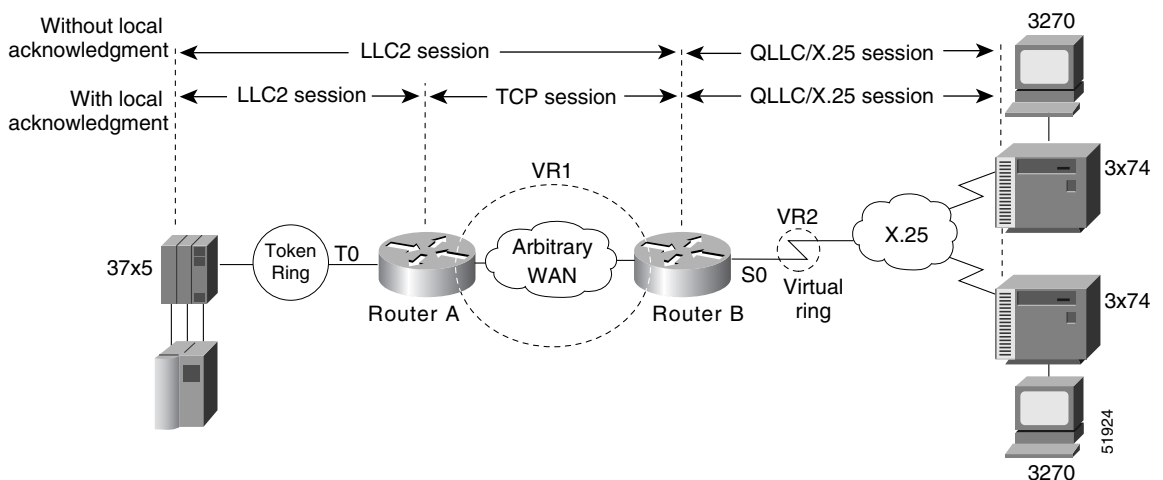 Without local
acknowledgment
LLC2 session
QLLC/X.25 session
3270
With local
acknowledgment
LLC2 session
TCP session
QLLC/X.25 session
VR1
3x74
37x5
Token
Ring
T0
Router A
Arbitrary
WAN
Router B
S0
VR2
Virtual
ring
X.25
3x74
3270
51924